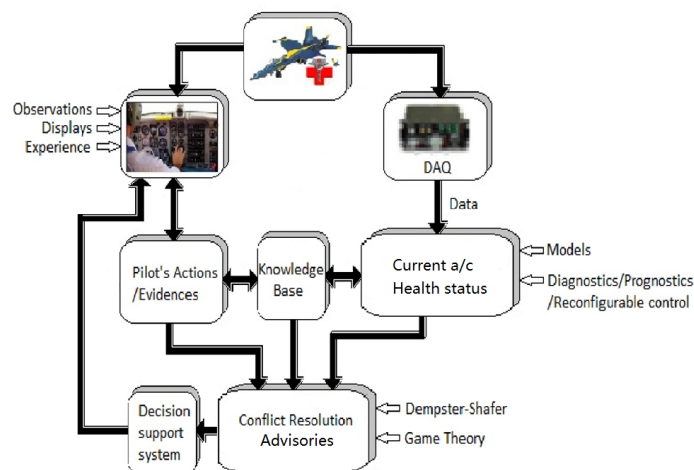 Observations
Displays
Experience
DAQ
Data
Pilot's Actions
/Evidences
Knowledge
Base
Current a/c
Health status
Models
Diagnostics/Prognostics
/Reconfigurable control
Decision
support
system
Conflict Resolution
Advisories
Dempster-Shafer
Game Theory